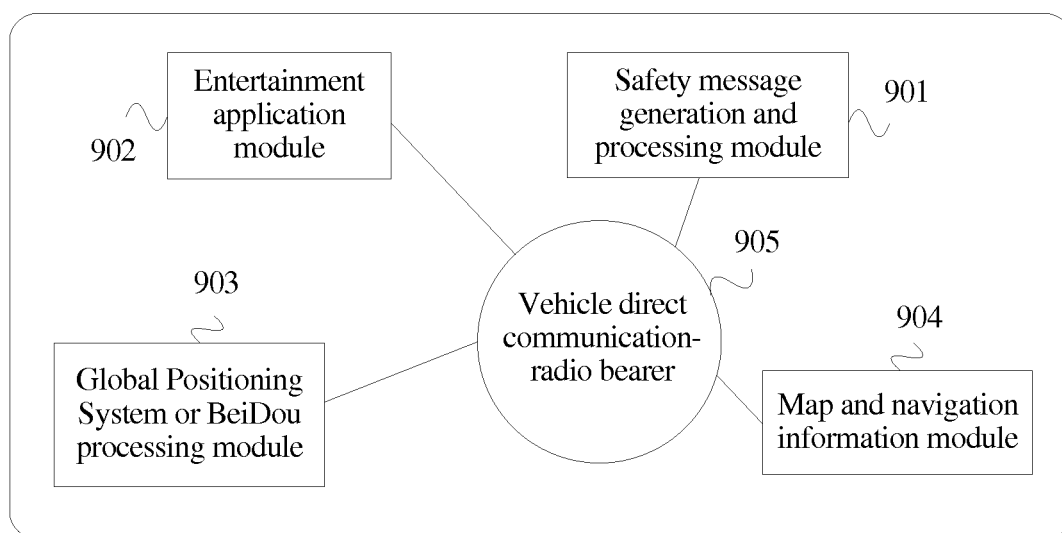 Entertainment
application
module
902
Safety message
generation and
processing module
901
905
Vehicle direct
communication-
radio bearer
903
Global Positioning
System or BeiDou
processing module
904
Map and navigation
information module